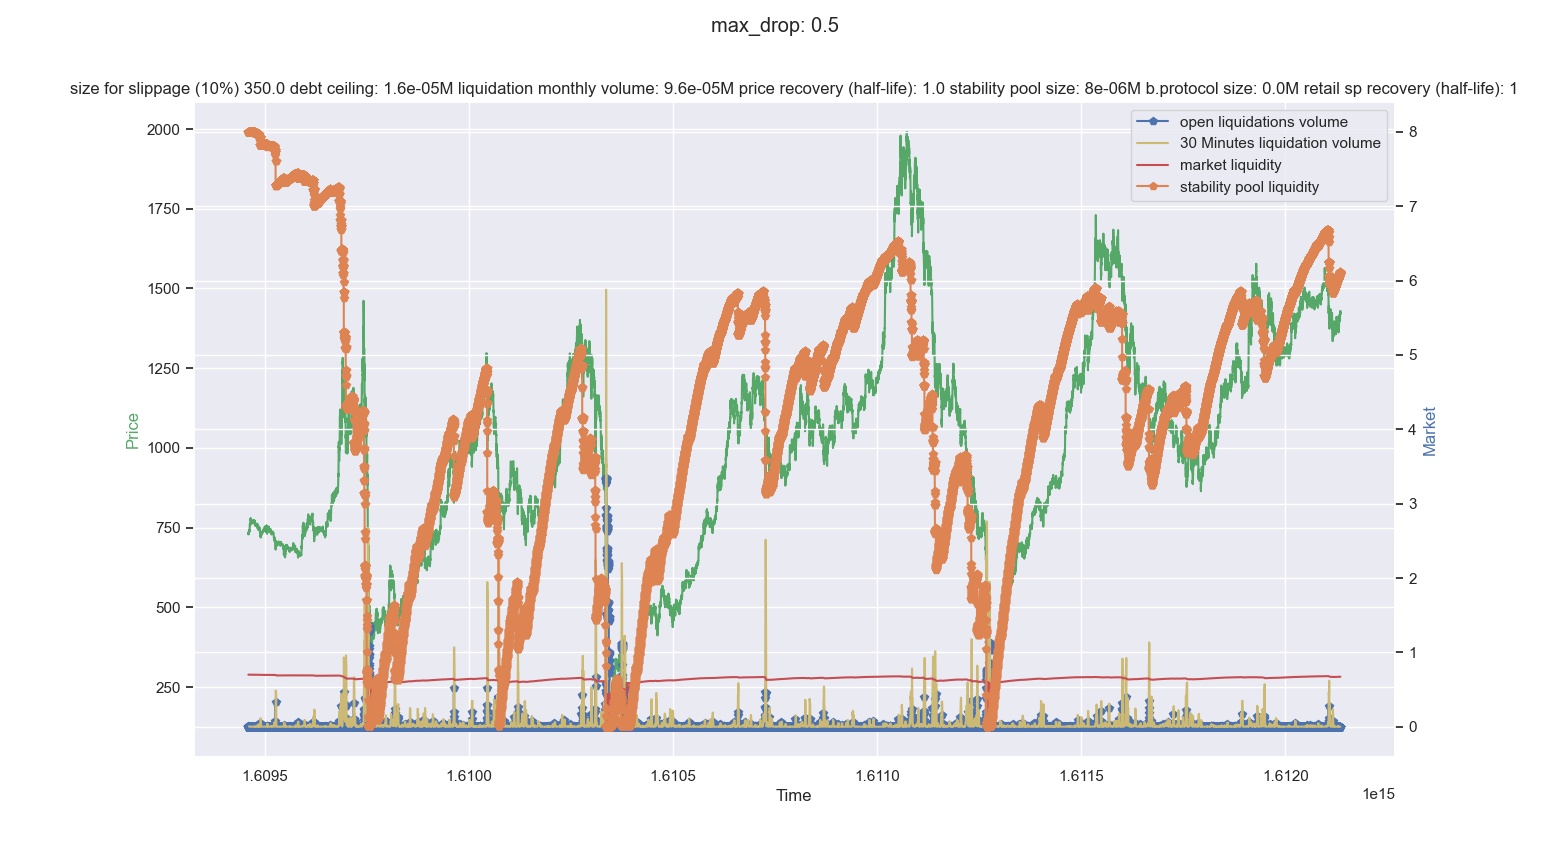 max_drop: 0.5
size for slippage (10%) 350.0 debt ceiling: 1.6e-05M liquidation monthly volume: 9.6e-05M price recovery (half-life): 1.0 stability pool size: 8e-06M b.protocol size: 0.0M retail sp recovery (half-life): 1
open liquidations volume
30 Minutes liquidation volume
market liquidity
stability pool liquidity
2000
1750
1500
1250
1000
750
500
250
Price
8
7
6
5
4
3
2
1
0
Market
1.6095
1.6100
1.6105
1.6110
1.6115
1.6120
1e15
Time